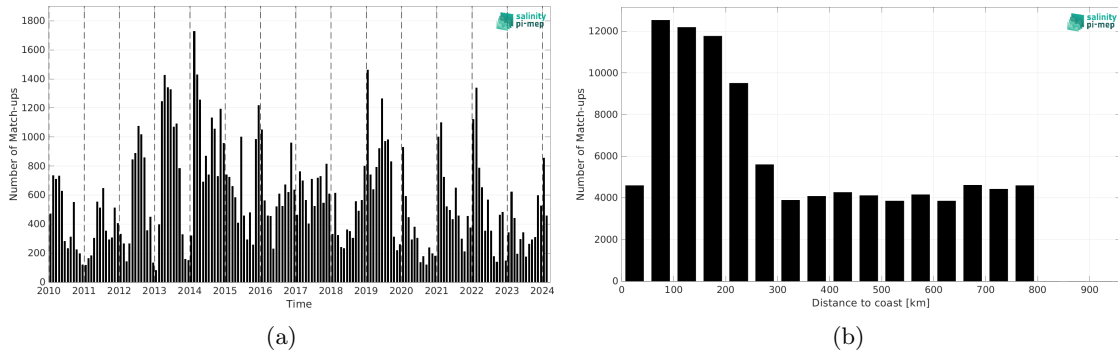 1800
1600
1400
1200
1000
800
600
400
200
0
Number of Match-ups
2010 2011 2012 2013 2014 2015 2016 2017 2018 2019 2020 2021 2022 2023 2024
Time
salinity
pi-mep
(a)
12000
10000
8000
6000
4000
2000
0
Number of Match-ups
0 100 200 300 400 500 600 700 800 900
Distance to coast [km]
salinity
pi-mep
(b)